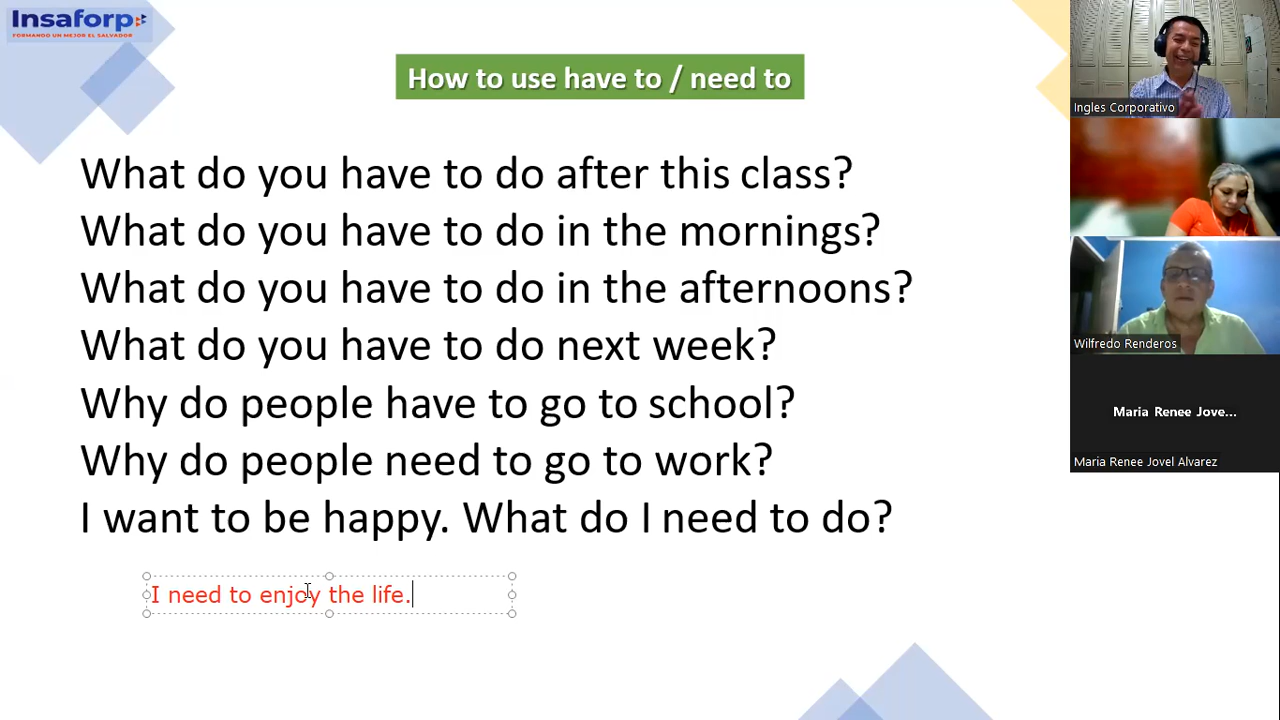 Insaforp
FORMANDO UN MEJOR EL SALVADOR
How to use have to / need to
What do you have to do after this class?
What do you have to do in the mornings?
What do you have to do in the afternoons?
What do you have to do next week?
Why do people have to go to school?
Why do people need to go to work?
I want to be happy. What do I need to do?
I need to enjoy the life.
Ingles Corporativo
Wilfredo Renderos
Maria Renee Jove...
Maria Renee Jovel Alvarez